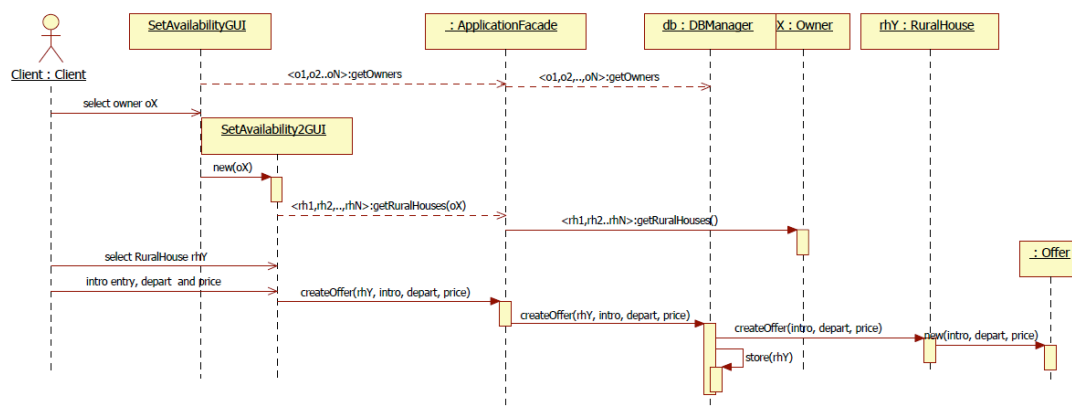 SetAvailabilityGUI
: ApplicationFacade
db : DBManager
X : Owner
rhY : RuralHouse
Client : Client
<o1,o2..oN>:getOwners
<o1,o2,..,oN>:getOwners
select owner oX
SetAvailability2GUI
new(oX)
<rh1,rh2,..,rhN>:getRuralHouses(oX)
<rh1,rh2..rhN>:getRuralHouses()
select RuralHouse rhY
: Offer
intro entry, depart and price
createOffer(rhY, intro, depart, price)
createOffer(rhY, intro, depart, price)
createOffer(intro, depart, price)
new(intro, depart, price)
store(rhY)